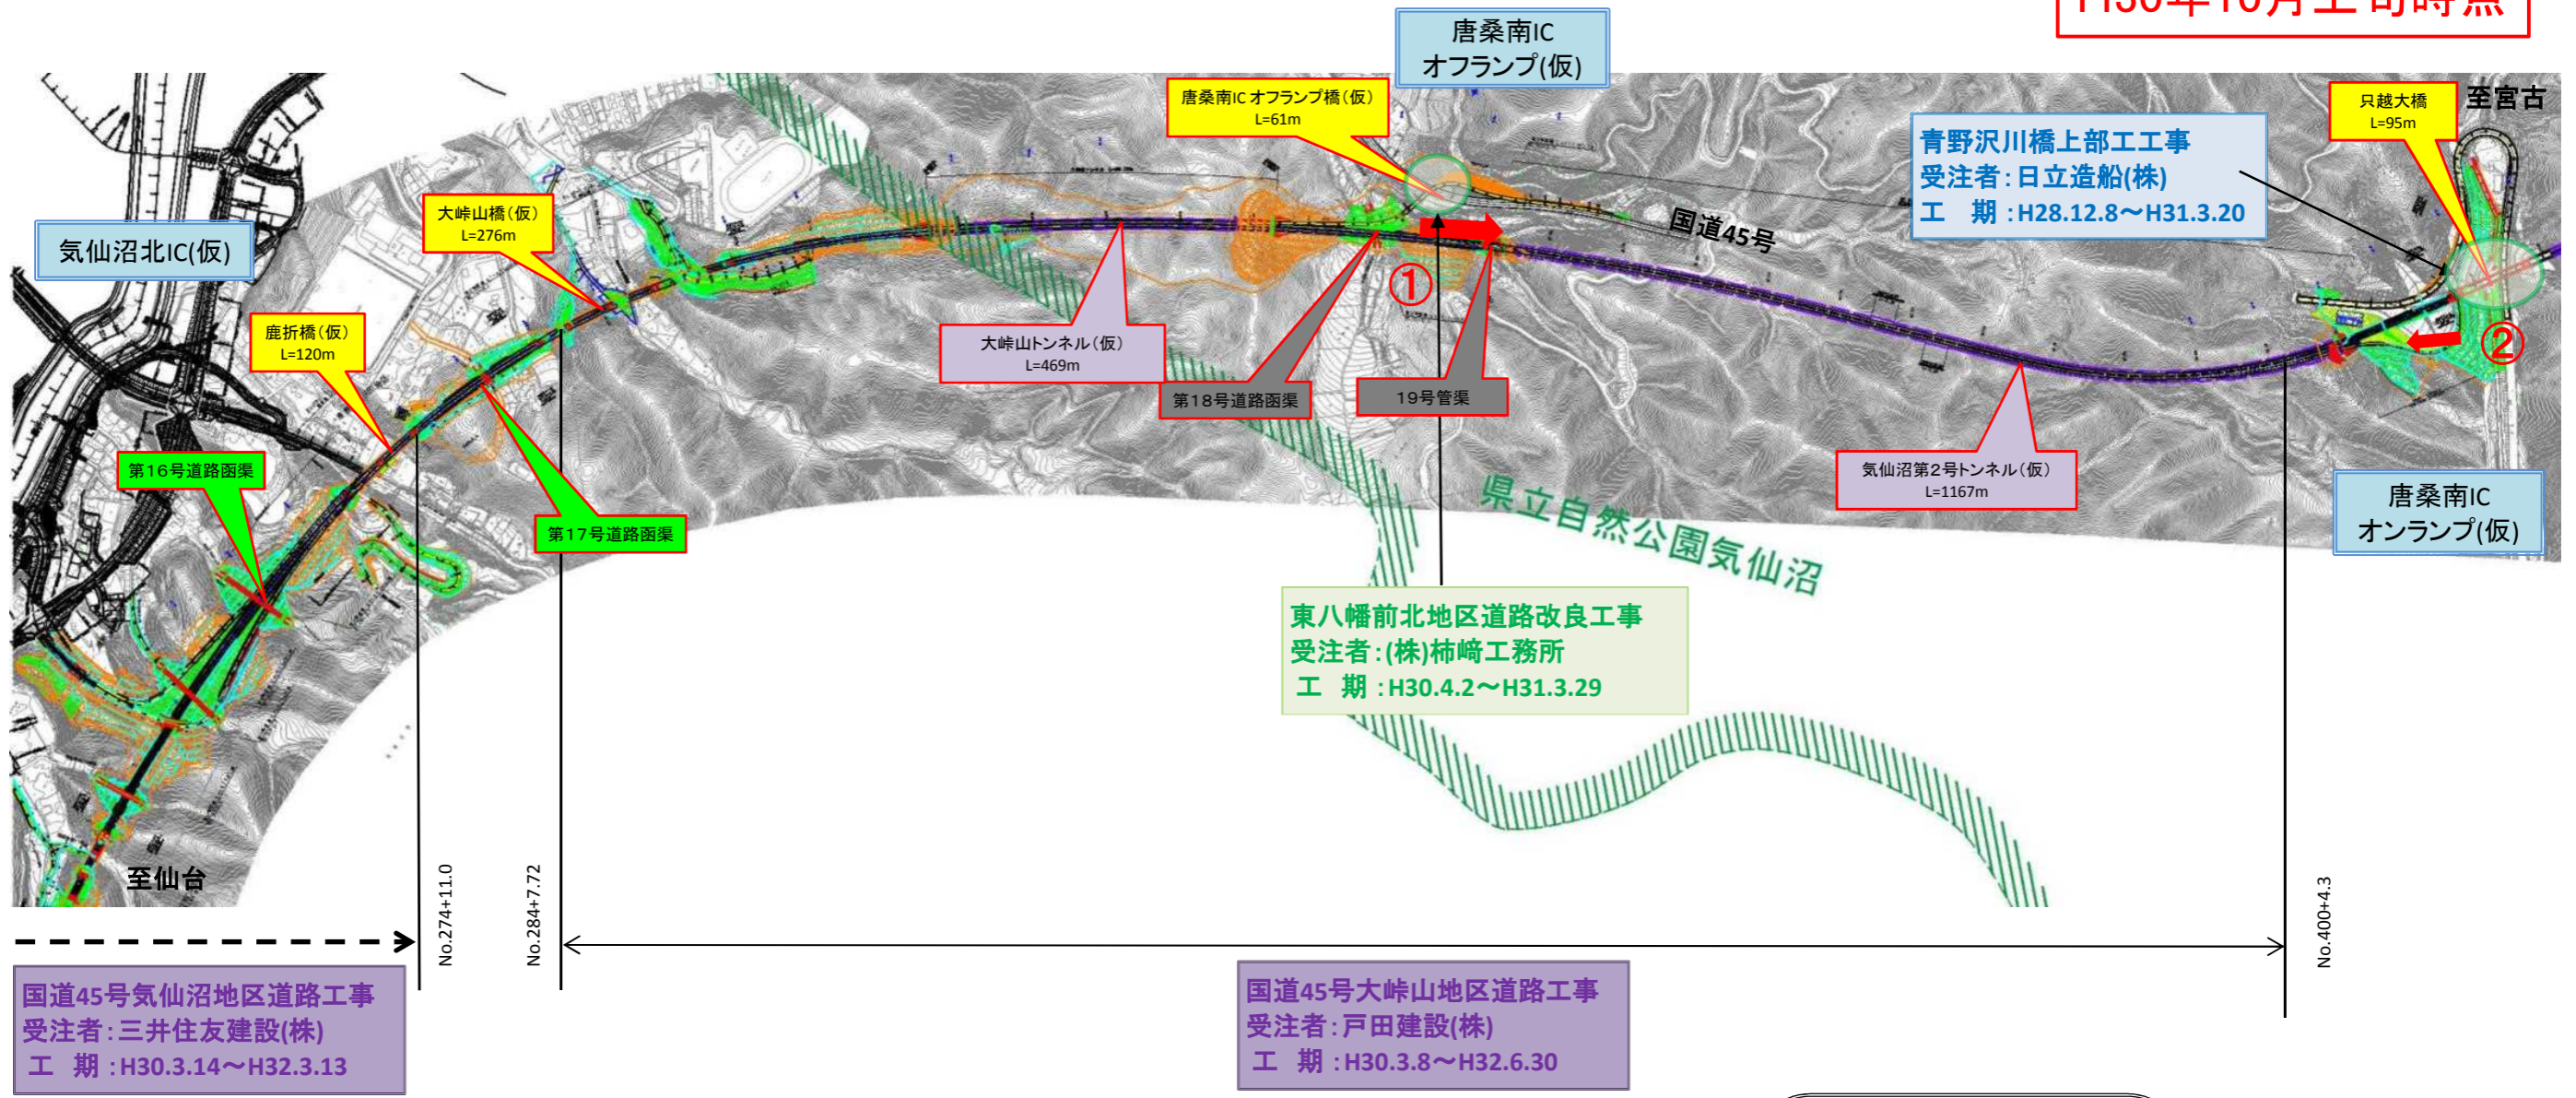 H30年10月上旬時点
唐桑南IC
オフランプ(仮)
唐桑南IC オフランプ橋(仮)
L=61m
只越大橋
L=95m
至宮古
青野沢川橋上部工工事
受注者:日立造船(株)
工 期:H28.12.8～H31.3.20
国道45号
大峠山橋(仮)
L=276m
気仙沼北IC(仮)
鹿折橋(仮)
L=120m
①
②
大峠山トンネル(仮)
L=469m
第18号道路函渠
19号管渠
気仙沼第2号トンネル(仮)
L=1167m
第16号道路函渠
第17号道路函渠
唐桑南IC
オンランプ(仮)
県立自然公園気仙沼
東八幡前北地区道路改良工事
受注者:(株)柿﨑工務所
工 期:H30.4.2～H31.3.29
至仙台
No.274+11.0
No.284+7.72
No.400+4.3
国道45号気仙沼地区道路工事
受注者:三井住友建設(株)
工 期:H30.3.14～H32.3.13
国道45号大峠山地区道路工事
受注者:戸田建設(株)
工 期:H30.3.8～H32.6.30